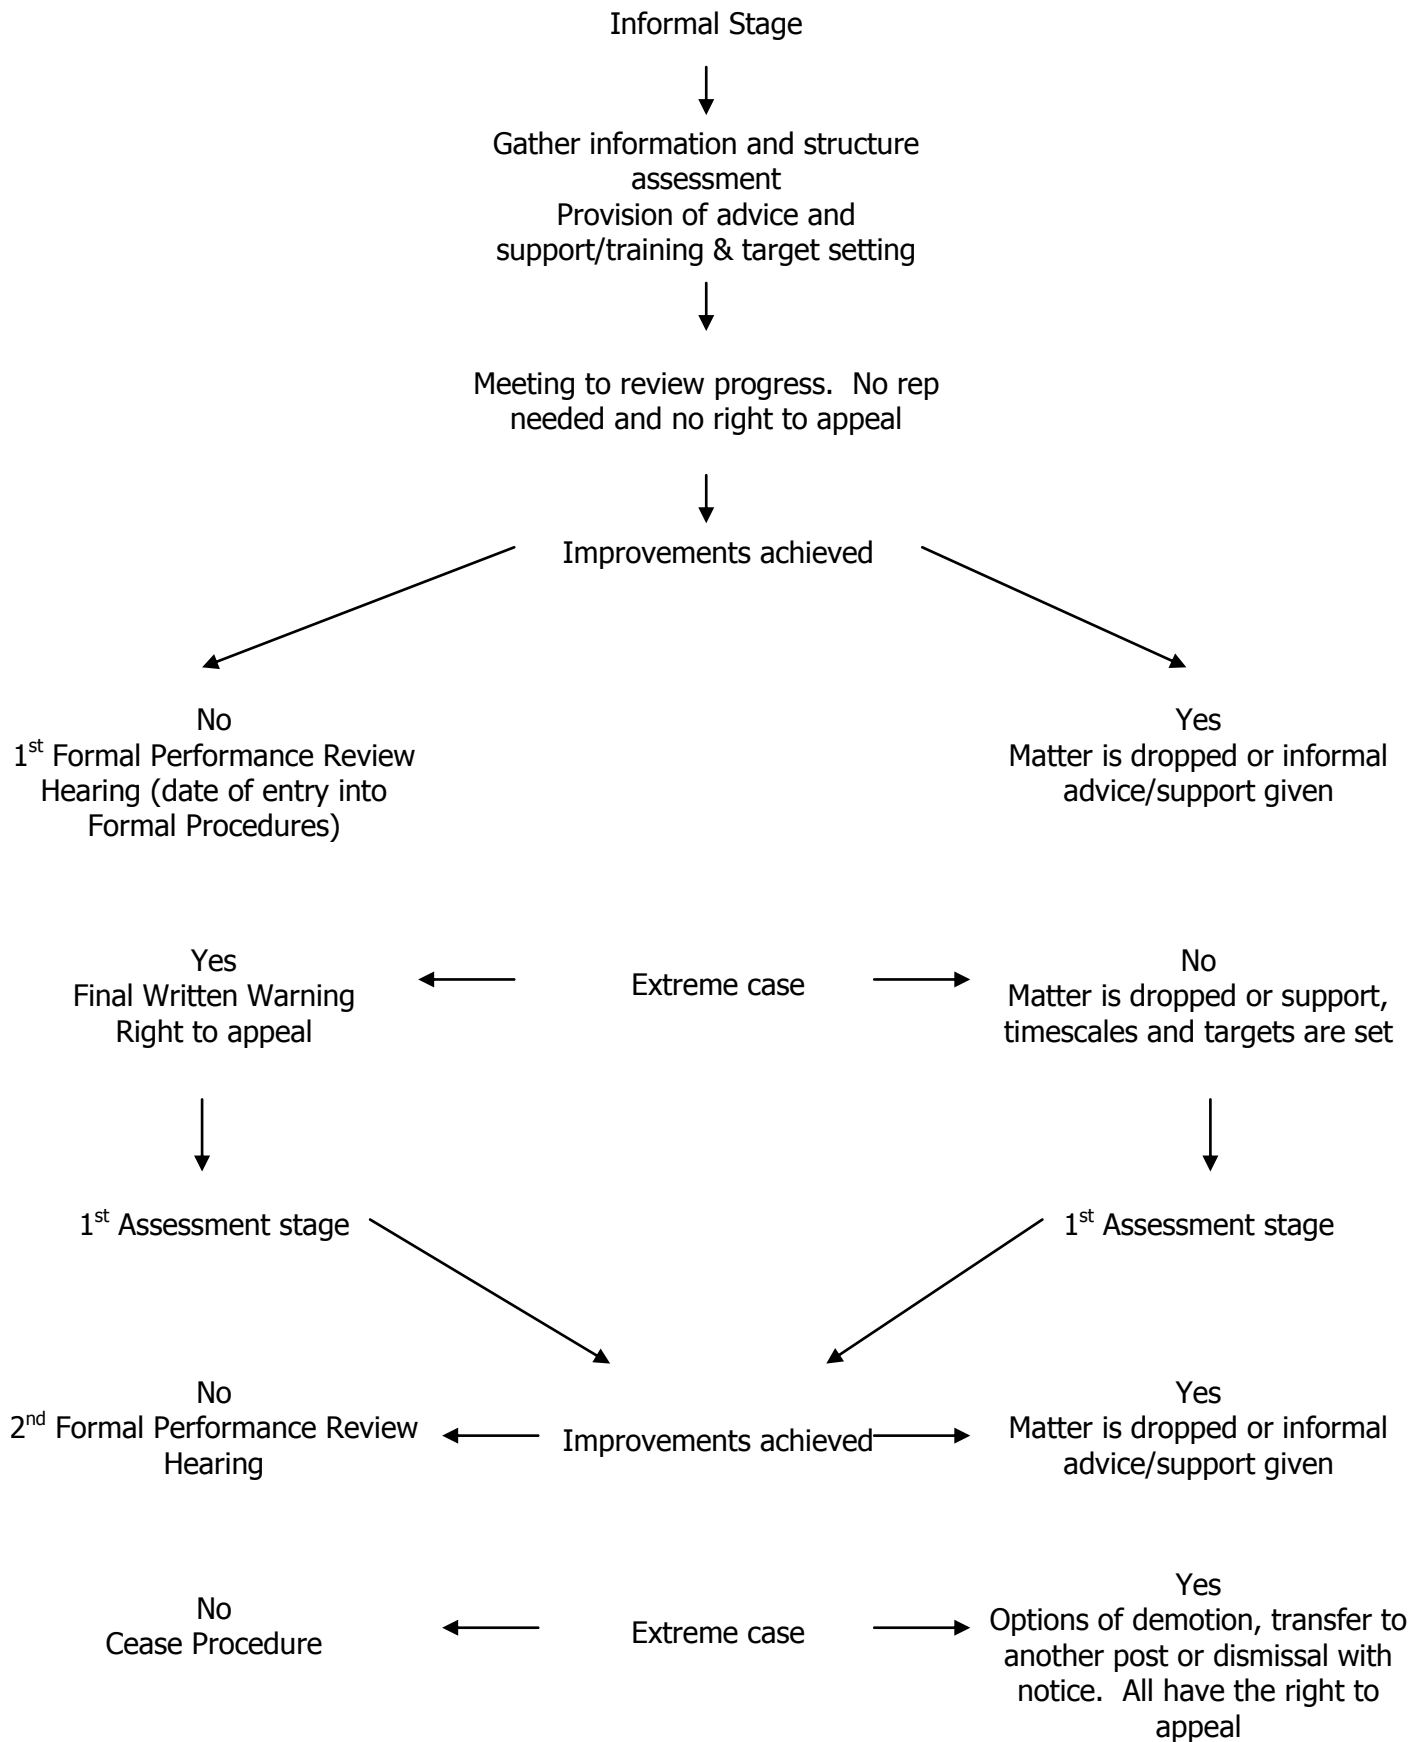 Informal Stage
Gather information and structure
assessment
Provision of advice and
support/training & target setting
Meeting to review progress.  No rep
needed and no right to appeal
Improvements achieved
No
1st Formal Performance Review
Hearing (date of entry into
Formal Procedures)
Yes
Matter is dropped or informal
advice/support given
Yes
Final Written Warning
Right to appeal
Extreme case
No
Matter is dropped or support,
timescales and targets are set
1st Assessment stage
1st Assessment stage
No
2nd Formal Performance Review
Hearing
Improvements achieved
Yes
Matter is dropped or informal
advice/support given
No
Cease Procedure
Extreme case
Yes
Options of demotion, transfer to
another post or dismissal with
notice.  All have the right to
appeal